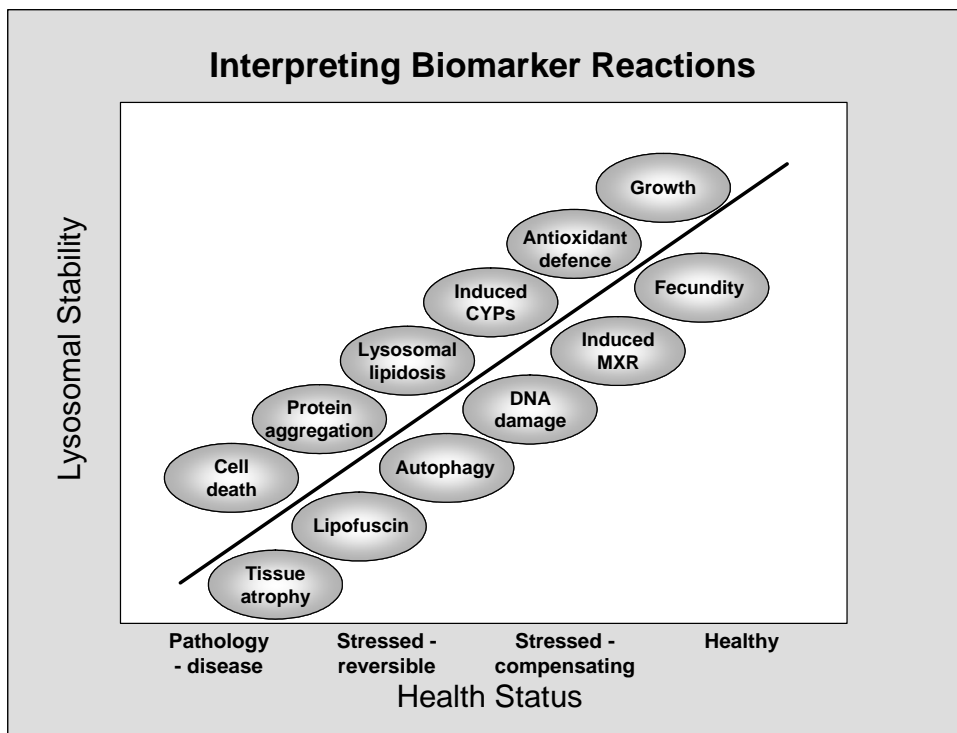 Interpreting Biomarker Reactions
Lysosomal Stability
Growth
Antioxidant
defence
Fecundity
Induced
CYPs
Induced
MXR
Lysosomal
lipidosis
DNA
damage
Protein
aggregation
Autophagy
Cell
death
Lipofuscin
Tissue
atrophy
Pathology
- disease
Stressed -
reversible
Stressed -
compensating
Healthy
Health Status